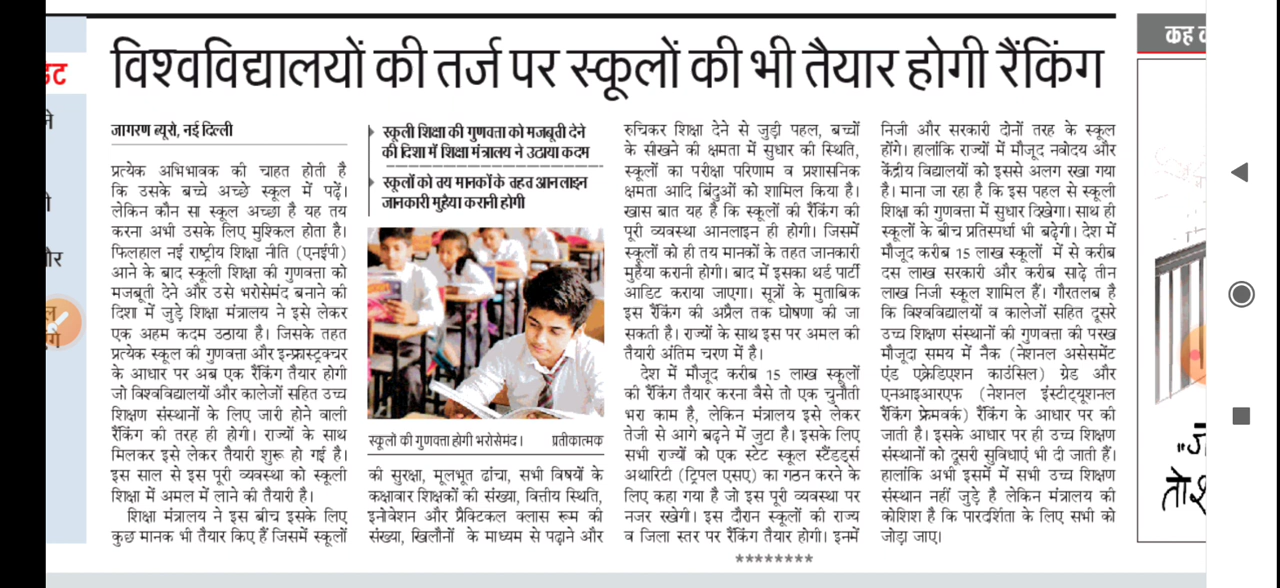 विश्वविद्यालयों की तर्ज पर स्कूलों की भी तैयार होगी रैंकिंग
जागरण ब्यूरो, नई दिल्ली
प्रत्येक अभिभावक की चाहत होती है
कि उसके बच्चे अच्छे स्कूल में पढ़ें।
लेकिन कौन सा स्कूल अच्छा है यह तय
करना अभी उसके लिए मुश्किल होता है।
फिलहाल नई राष्ट्रीय शिक्षा नीति (एनईपी)
आने के बाद स्कूली शिक्षा की गुणवत्ता को
मजबूती देने और उसे भरोसेमंद बनाने की
दिशा में जुड़े शिक्षा मंत्रालय ने इसे लेकर
एक अहम कदम उठाया है। जिसके तहत
प्रत्येक स्कूल की गुणवत्ता और इन्फ्रास्ट्रक्चर
के आधार पर अब एक रैंकिंग तैयार होगी
जो विश्वविद्यालयों और कालेजों सहित उच्च
शिक्षण संस्थानों के लिए जारी होने वाली
रैंकिंग की तरह ही होगी। राज्यों के साथ
मिलकर इसे लेकर तैयारी शुरू हो गई है।
इस साल से इस पूरी व्यवस्था को स्कूली
शिक्षा में अमल में लाने की तैयारी है।
शिक्षा मंत्रालय ने इस बीच इसके लिए
कुछ मानक भी तैयार किए हैं जिसमें स्कूलों
स्कूली शिक्षा की गुणवत्ता को मजबूती देने
की दिशा में शिक्षा मंत्रालय ने उठाया कदम
स्कूलों को तय मानकों के तहत आनलाइन
जानकारी मुहैया करानी होगी
स्कूलों की गुणवत्ता होगी भरोसेमंद। प्रतीकात्मक
की सुरक्षा, मूलभूत ढांचा, सभी विषयों के
कक्षावार शिक्षकों की संख्या, वित्तीय स्थिति,
इनोवेशन और प्रैक्टिकल क्लास रूम की
संख्या, खिलौनों के माध्यम से पढ़ाने और
रुचिकर शिक्षा देने से जुड़ी पहल, बच्चों
के सीखने की क्षमता में सुधार की स्थिति,
स्कूलों का परीक्षा परिणाम व प्रशासनिक
क्षमता आदि बिंदुओं को शामिल किया है।
खास बात यह है कि स्कूलों की रैंकिंग की
पूरी व्यवस्था आनलाइन ही होगी। जिसमें
स्कूलों को ही तय मानकों के तहत जानकारी
मुहैया करानी होगी। बाद में इसका थर्ड पार्टी
आडिट कराया जाएगा। सूत्रों के मुताबिक
इस रैंकिंग की अप्रैल तक घोषणा की जा
सकती है। राज्यों के साथ इस पर अमल की
तैयारी अंतिम चरण में है।
देश में मौजूद करीब 15 लाख स्कूलों
की रैंकिंग तैयार करना वैसे तो एक चुनौती
भरा काम है, लेकिन मंत्रालय इसे लेकर
तेजी से आगे बढ़ने में जुटा है। इसके लिए
सभी राज्यों को एक स्टेट स्कूल स्टैंडर्ड्स
अथारिटी (ट्रिपल एसए) का गठन करने के
लिए कहा गया है जो इस पूरी व्यवस्था पर
नजर रखेगी। इस दौरान स्कूलों की राज्य
व जिला स्तर पर रैंकिंग तैयार होगी। इनमें
निजी और सरकारी दोनों तरह के स्कूल
होंगे। हालांकि राज्यों में मौजूद नवोदय और
केंद्रीय विद्यालयों को इससे अलग रखा गया
है। माना जा रहा है कि इस पहल से स्कूली
शिक्षा की गुणवत्ता में सुधार दिखेगा। साथ ही
स्कूलों के बीच प्रतिस्पर्धा भी बढ़ेगी। देश में
मौजूद करीब 15 लाख स्कूलों में से करीब
दस लाख सरकारी और करीब साढ़े तीन
लाख निजी स्कूल शामिल हैं। गौरतलब है
कि विश्वविद्यालयों व कालेजों सहित दूसरे
उच्च शिक्षण संस्थानों की गुणवत्ता की परख
मौजूदा समय में नैक (नेशनल असेसमेंट
एंड एक्रेडिएशन काउंसिल) ग्रेड और
एनआइआरएफ (नेशनल इंस्टीट्यूशनल
रैंकिंग फ्रेमवर्क) रैंकिंग के आधार पर की
जाती है। इसके आधार पर ही उच्च शिक्षण
संस्थानों को दूसरी सुविधाएं भी दी जाती हैं।
हालांकि अभी इसमें में सभी उच्च शिक्षण
संस्थान नहीं जुड़े है लेकिन मंत्रालय की
कोशिश है कि पारदर्शिता के लिए सभी को
जोड़ा जाए।
********
कह